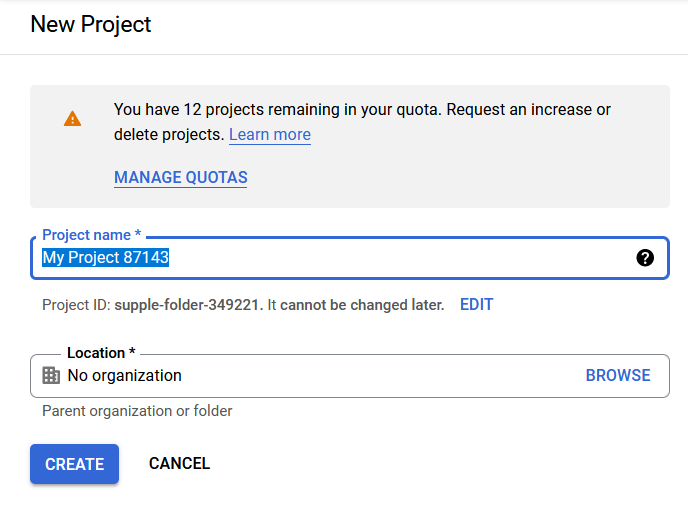 New Project
You have 12 projects remaining in your quota. Request an increase or
delete projects. Learn more
MANAGE QUOTAS
Project name *
My Project 87143
Project ID: supple-folder-349221. It cannot be changed later. EDIT
Location *
No organization BROWSE
Parent organization or folder
CREATE CANCEL